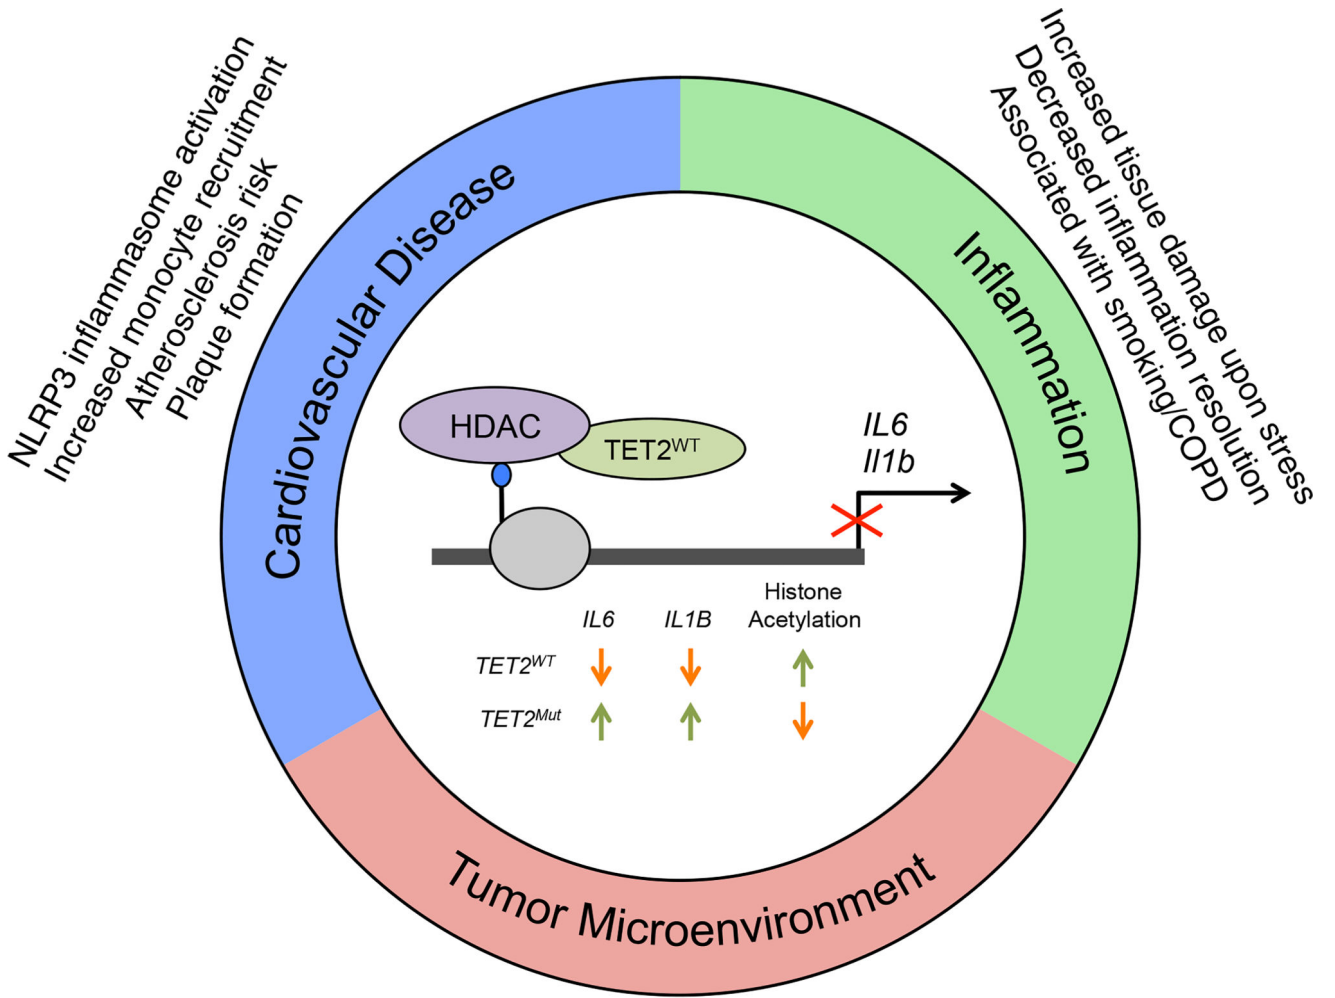 NLRP3 inflammasome activation
Increased monocyte recruitment
Atherosclerosis risk
Plaque formation
Increased tissue damage upon stress
Decreased inflammation resolution
Associated with smoking/COPD
Cardiovascular Disease
Inflammation
HDAC
TET2WT
IL6
Il1b
Histone
Acetylation
IL6 IL1B
TET2WT
TET2Mut
Tumor Microenvironment